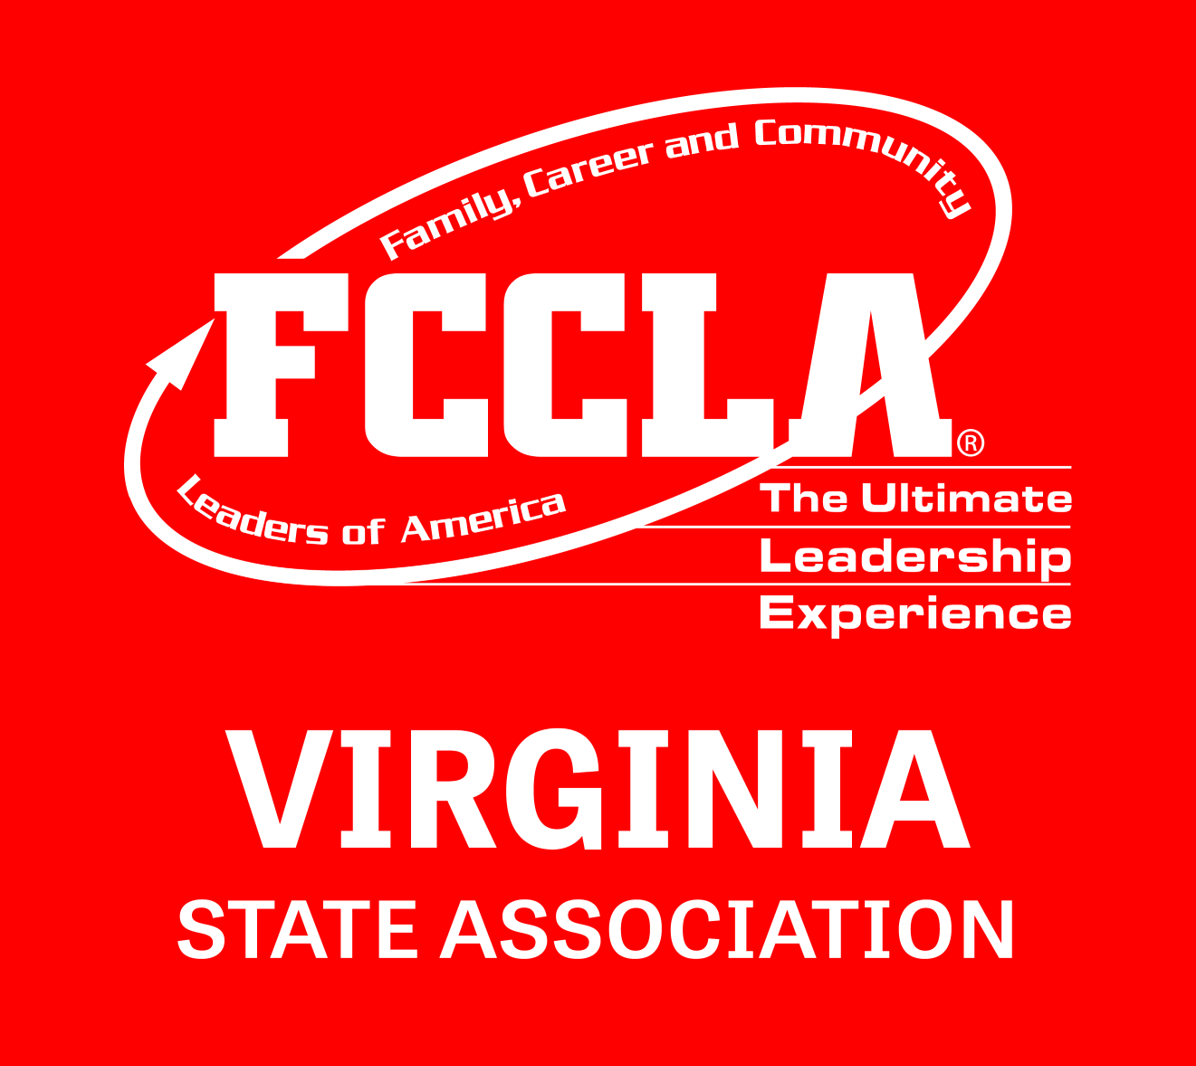 Family, Career and Community
FCCLA®
Leaders of America
The Ultimate
Leadership
Experience
VIRGINIA
STATE ASSOCIATION